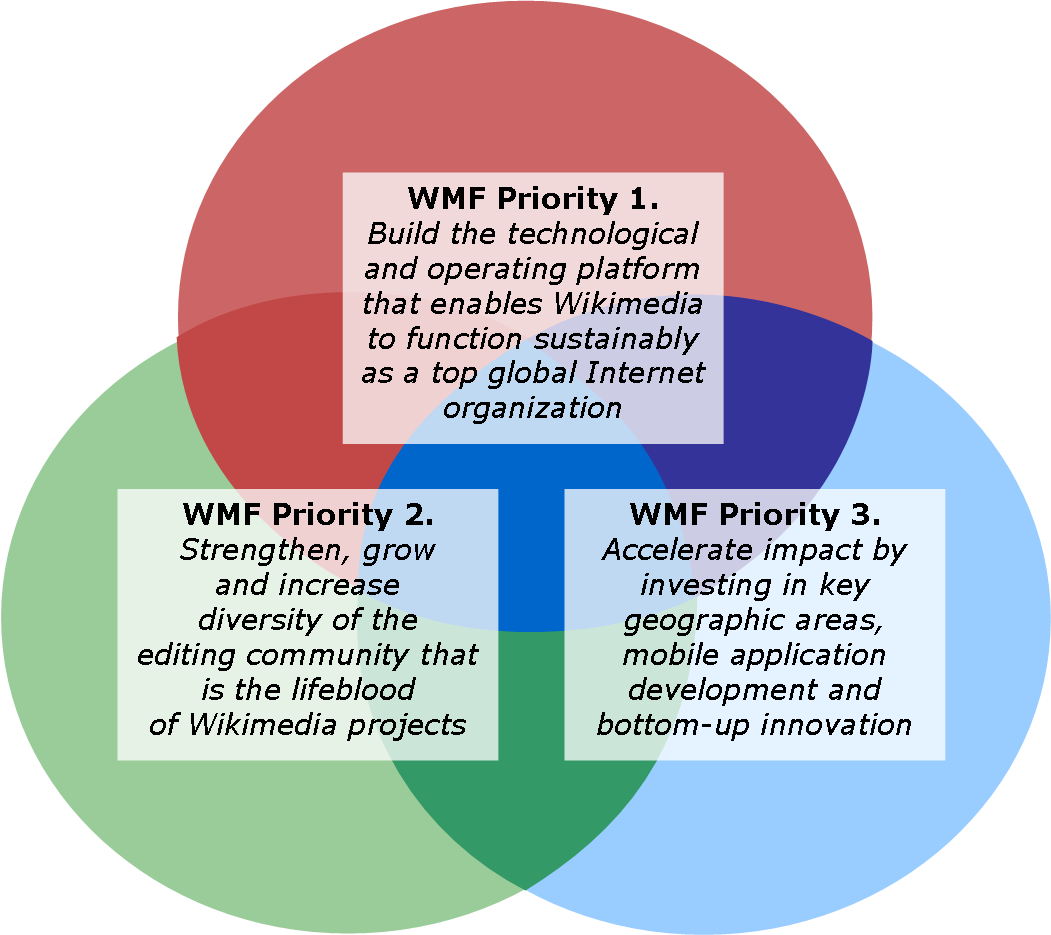 WMF Priority 1.
Build the technological
and operating platform
that enables Wikimedia
to function sustainably
as a top global Internet
organization
WMF Priority 2.
Strengthen, grow
and increase
diversity of the
editing community that
is the lifeblood
of Wikimedia projects
WMF Priority 3.
Accelerate impact by
investing in key
geographic areas,
mobile application
development and
bottom-up innovation